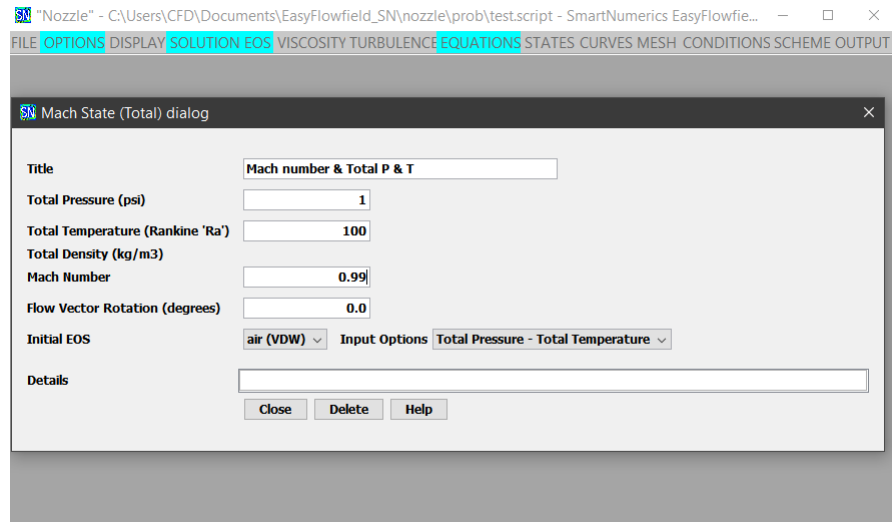 SN "Nozzle" - C:\Users\CFD\Documents\EasyFlowfield_SN\nozzle\prob\test.script - SmartNumerics EasyFlowfie...
FILE OPTIONS DISPLAY SOLUTION EOS VISCOSITY TURBULENCE EQUATIONS STATES CURVES MESH CONDITIONS SCHEME OUTPUT
SN Mach State (Total) dialog
Title Mach number & Total P & T
Total Pressure (psi) 1
Total Temperature (Rankine 'Ra') 100
Total Density (kg/m3)
Mach Number 0.99
Flow Vector Rotation (degrees) 0.0
Initial EOS air (VDW) Input Options Total Pressure - Total Temperature
Details
Close Delete Help